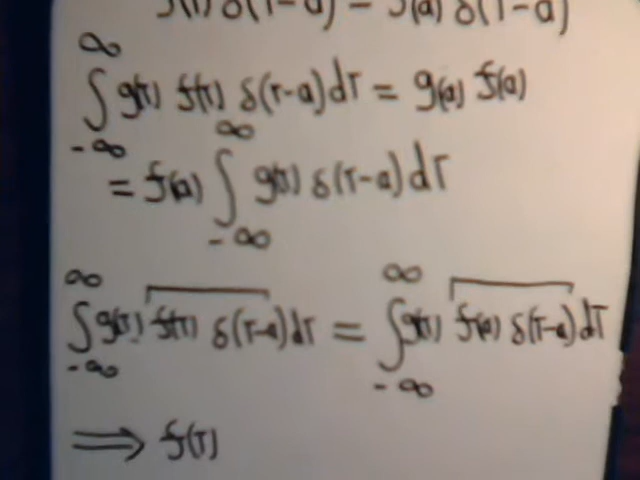 f(τ) δ(τ-a) = f(a) δ(τ-a)
∫_{-∞}^{∞} g(τ) f(τ) δ(τ-a) dτ = g(a) f(a)
= f(a) ∫_{-∞}^{∞} g(τ) δ(τ-a) dτ
∫_{-∞}^{∞} g(τ) f(τ) δ(τ-a) dτ = ∫_{-∞}^{∞} g(τ) f(a) δ(τ-a) dτ
⟹ f(τ)